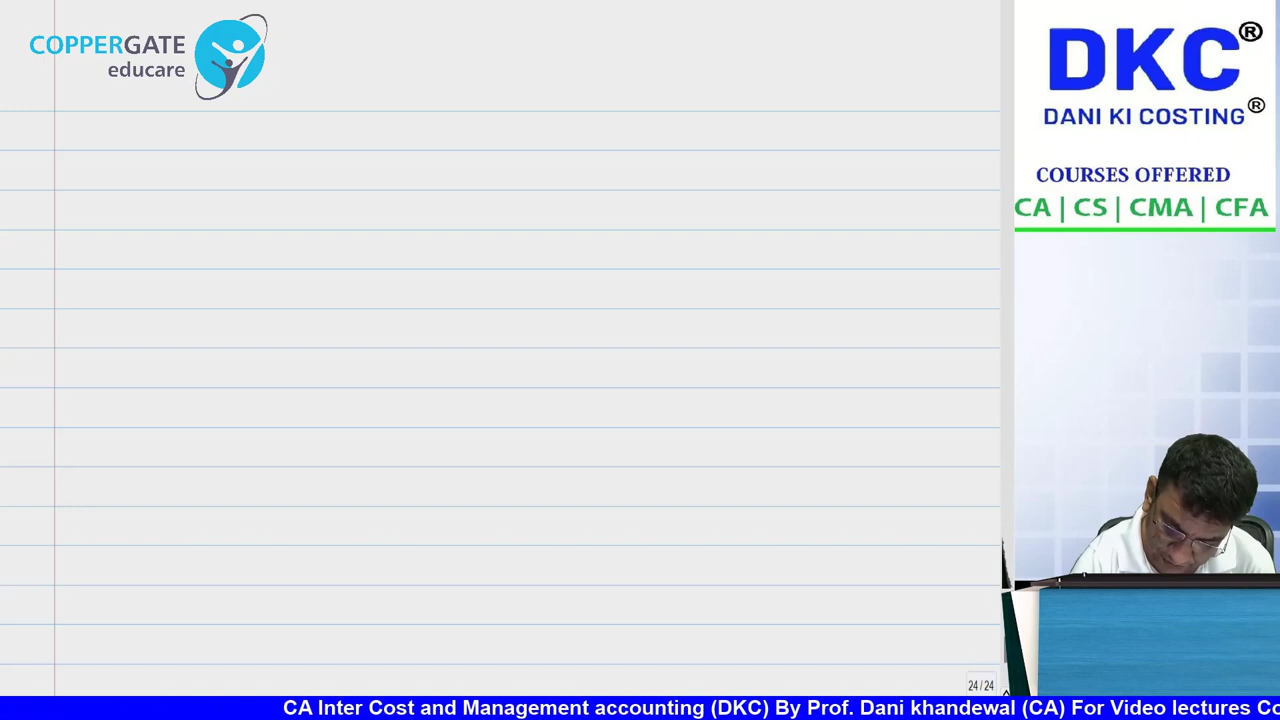 COPPERGATE
educare
DKC®
DANI KI COSTING®
COURSES OFFERED
CA | CS | CMA | CFA
24 / 24
CA Inter Cost and Management accounting (DKC) By Prof. Dani khandewal (CA) For Video lectures Co